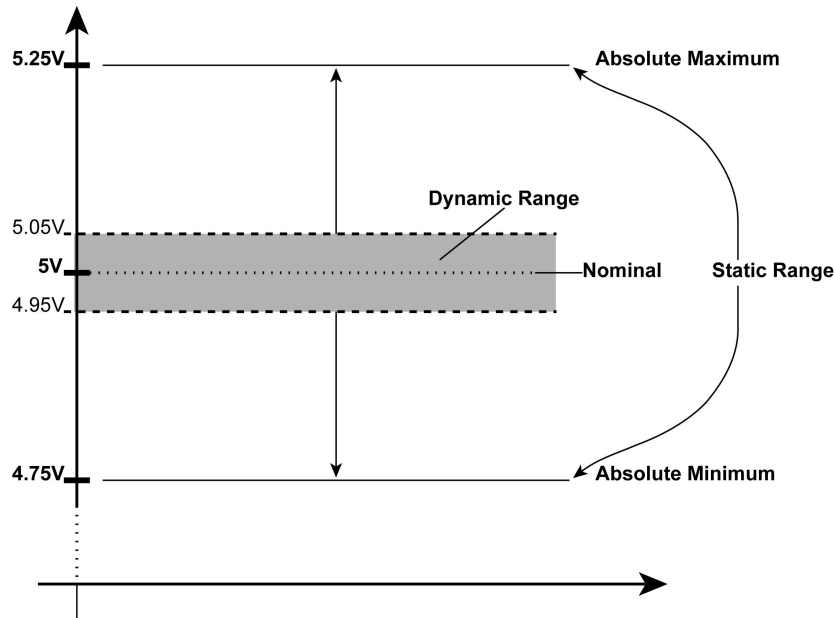 5.25V
Absolute Maximum
Dynamic Range
5.05V
5V
Nominal
Static Range
4.95V
4.75V
Absolute Minimum